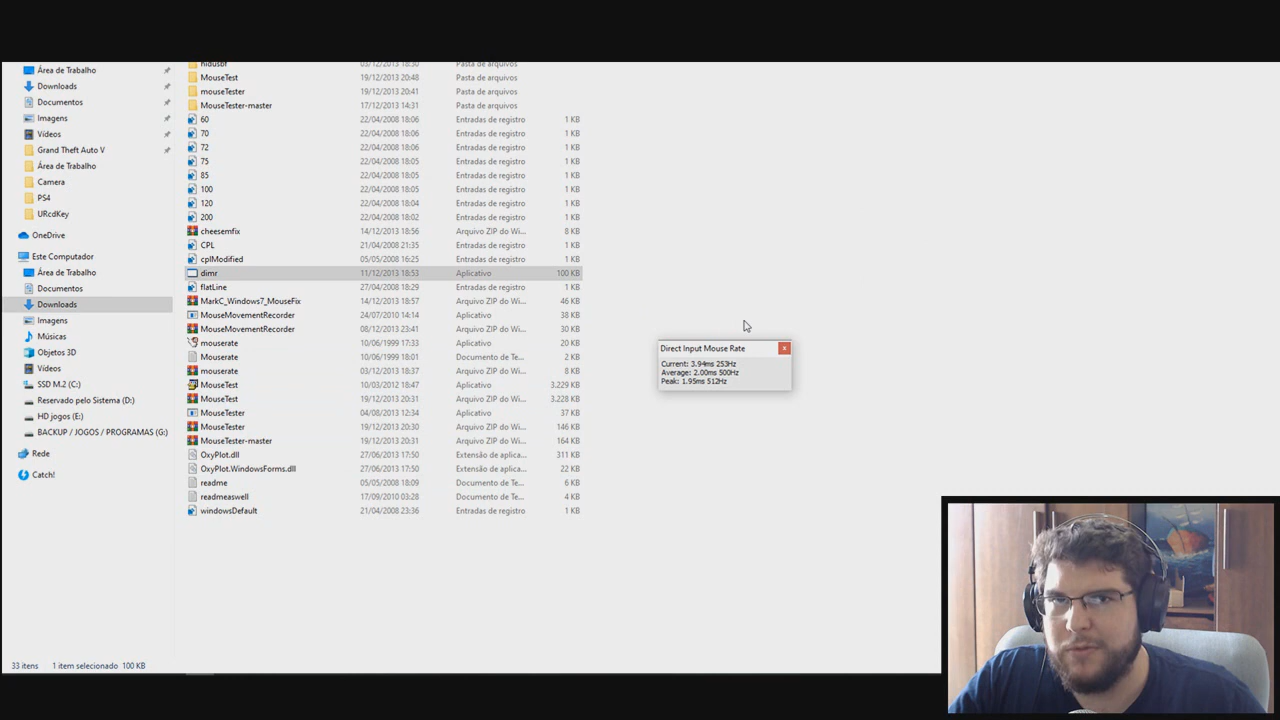 Área de Trabalho
Downloads
Documentos
Imagens
Vídeos
Grand Theft Auto V
Área de Trabalho
Camera
PS4
URcdKey
OneDrive
Este Computador
Área de Trabalho
Documentos
Downloads
Imagens
Músicas
Objetos 3D
Vídeos
SSD M.2 (C:)
Reservado pelo Sistema (D:)
HD jogos (E:)
BACKUP / JOGOS / PROGRAMAS (G:)
Rede
Catch!
hidusbf 03/12/2013 18:30 Pasta de arquivos
MouseTest 19/12/2013 20:48 Pasta de arquivos
mouseTester 19/12/2013 20:41 Pasta de arquivos
MouseTester-master 17/12/2013 14:31 Pasta de arquivos
60 22/04/2008 18:06 Entradas de registro 1 KB
70 22/04/2008 18:06 Entradas de registro 1 KB
72 22/04/2008 18:06 Entradas de registro 1 KB
75 22/04/2008 18:05 Entradas de registro 1 KB
85 22/04/2008 18:05 Entradas de registro 1 KB
100 22/04/2008 18:05 Entradas de registro 1 KB
120 22/04/2008 18:04 Entradas de registro 1 KB
200 22/04/2008 18:02 Entradas de registro 1 KB
cheesemfix 14/12/2013 18:56 Arquivo ZIP do Wi... 8 KB
CPL 21/04/2008 21:35 Entradas de registro 1 KB
cplModified 05/05/2008 16:25 Entradas de registro 1 KB
dimr 11/12/2013 18:53 Aplicativo 100 KB
flatLine 27/04/2008 18:29 Entradas de registro 1 KB
MarkC_Windows7_MouseFix 14/12/2013 18:57 Arquivo ZIP do Wi... 46 KB
MouseMovementRecorder 24/07/2010 14:14 Aplicativo 38 KB
MouseMovementRecorder 08/12/2013 23:41 Arquivo ZIP do Wi... 30 KB
mouserate 10/06/1999 17:33 Aplicativo 20 KB
Mouserate 10/06/1999 18:01 Documento de Te... 2 KB
mouserate 03/12/2013 18:37 Arquivo ZIP do Wi... 8 KB
MouseTest 10/03/2012 18:47 Aplicativo 3.229 KB
MouseTest 19/12/2013 20:31 Arquivo ZIP do Wi... 3.228 KB
MouseTester 04/08/2013 12:34 Aplicativo 37 KB
MouseTester 19/12/2013 20:30 Arquivo ZIP do Wi... 146 KB
MouseTester-master 19/12/2013 20:31 Arquivo ZIP do Wi... 164 KB
OxyPlot.dll 27/06/2013 17:50 Extensão de aplica... 311 KB
OxyPlot.WindowsForms.dll 27/06/2013 17:50 Extensão de aplica... 22 KB
readme 05/05/2008 18:09 Documento de Te... 6 KB
readmeaswell 17/09/2010 03:28 Documento de Te... 4 KB
windowsDefault 21/04/2008 23:36 Entradas de registro 1 KB
Direct Input Mouse Rate
Current: 3.94ms 253Hz
Average: 2.00ms 500Hz
Peak: 1.95ms 512Hz
33 itens 1 item selecionado 100 KB